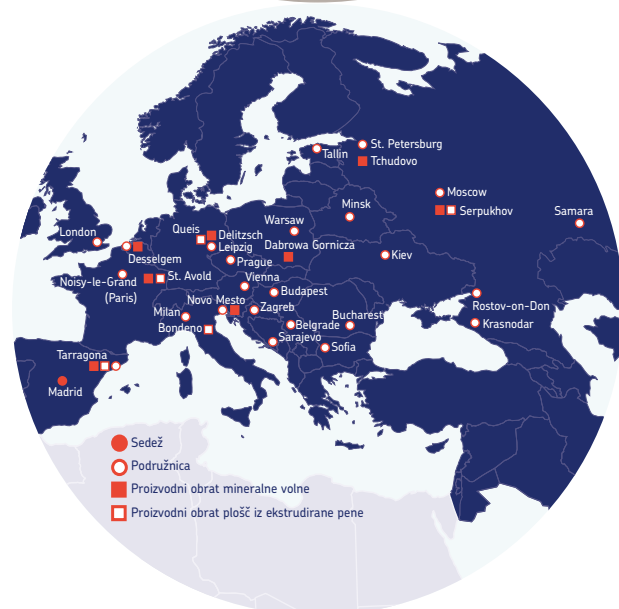 St. Petersburg
Tallin
Tchudovo
Moscow
Minsk
Serpukhov
Samara
Warsaw
Queis
Delitzsch
London
Leipzig
Dabrowa Gornicza
Desselgem
Kiev
Prague
St. Avold
Noisy-le-Grand
(Paris)
Vienna
Budapest
Rostov-on-Don
Novo Mesto
Zagreb
Milan
Bucharest
Krasnodar
Belgrade
Bondeno
Sarajevo
Sofia
Tarragona
Madrid
Sedež
Podružnica
Proizvodni obrat mineralne volne
Proizvodni obrat plošč iz ekstrudirane pene